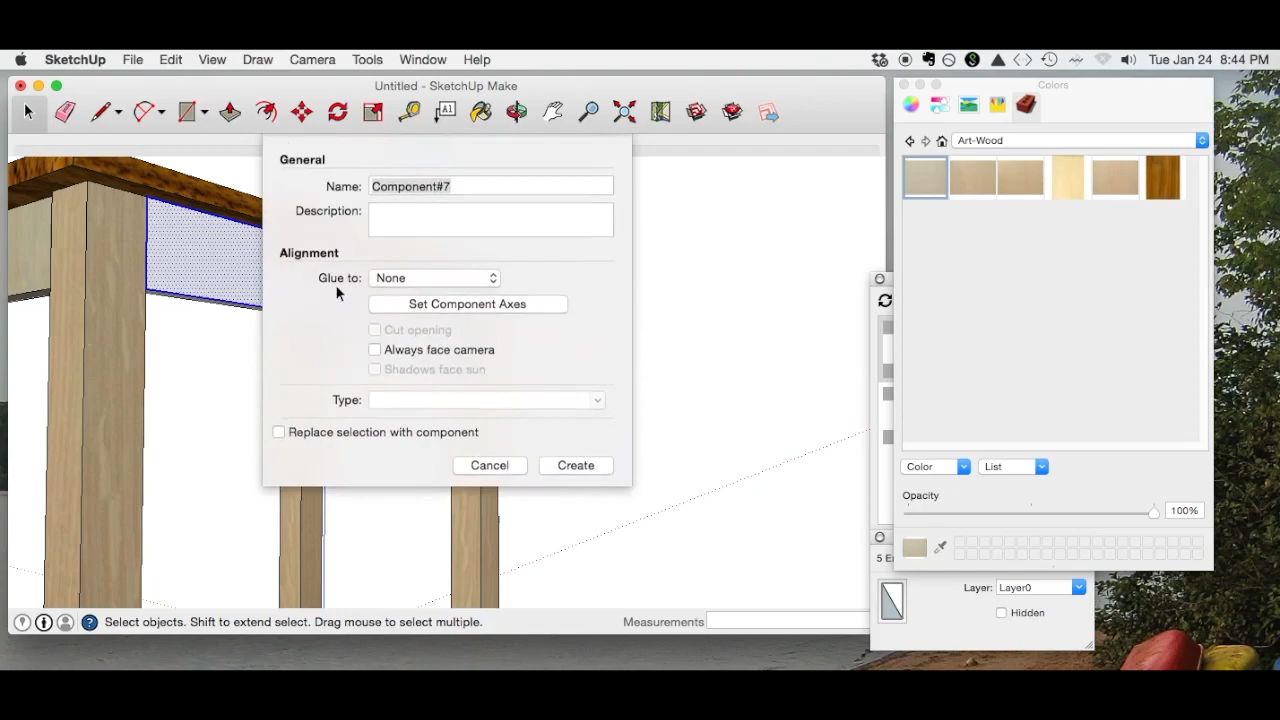 SketchUp File Edit View Draw Camera Tools Window Help Tue Jan 24 8:44 PM
Untitled - SketchUp Make
Colors
A1
General
Name: Component#7
Description:
Alignment
Glue to: None
Set Component Axes
Cut opening
Always face camera
Shadows face sun
Type:
Replace selection with component
Cancel Create
Art-Wood
Color List
Opacity
100%
5 E
Layer: Layer0
Hidden
Select objects. Shift to extend select. Drag mouse to select multiple.
Measurements